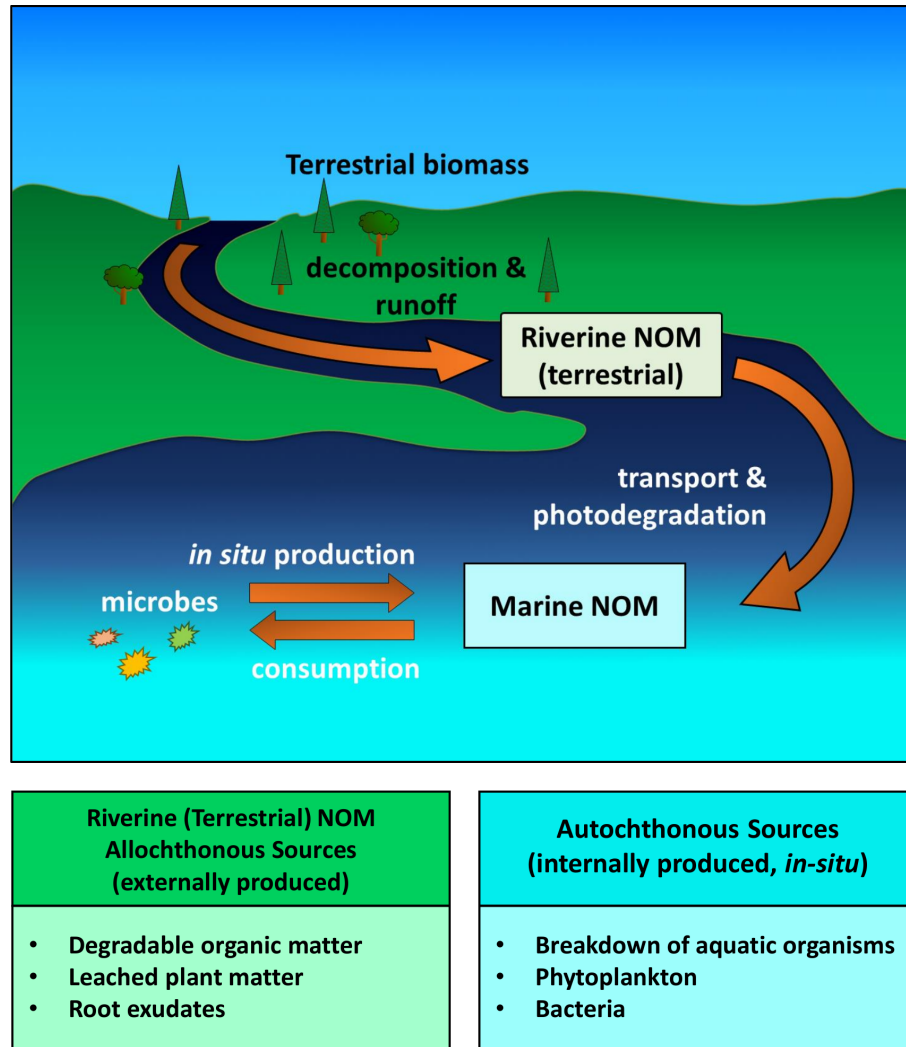 Terrestrial biomass
decomposition &
runoff
Riverine NOM
(terrestrial)
transport &
photodegradation
in situ production
microbes
Marine NOM
consumption
Riverine (Terrestrial) NOM
Allochthonous Sources
(externally produced)
• Degradable organic matter
• Leached plant matter
• Root exudates
Autochthonous Sources
(internally produced, in-situ)
• Breakdown of aquatic organisms
• Phytoplankton
• Bacteria